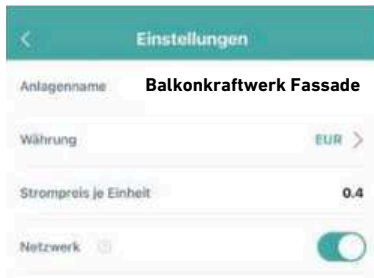 Einstellungen
Anlagenname Balkonkraftwerk Fassade
Währung EUR
Strompreis je Einheit 0.4
Netzwerk